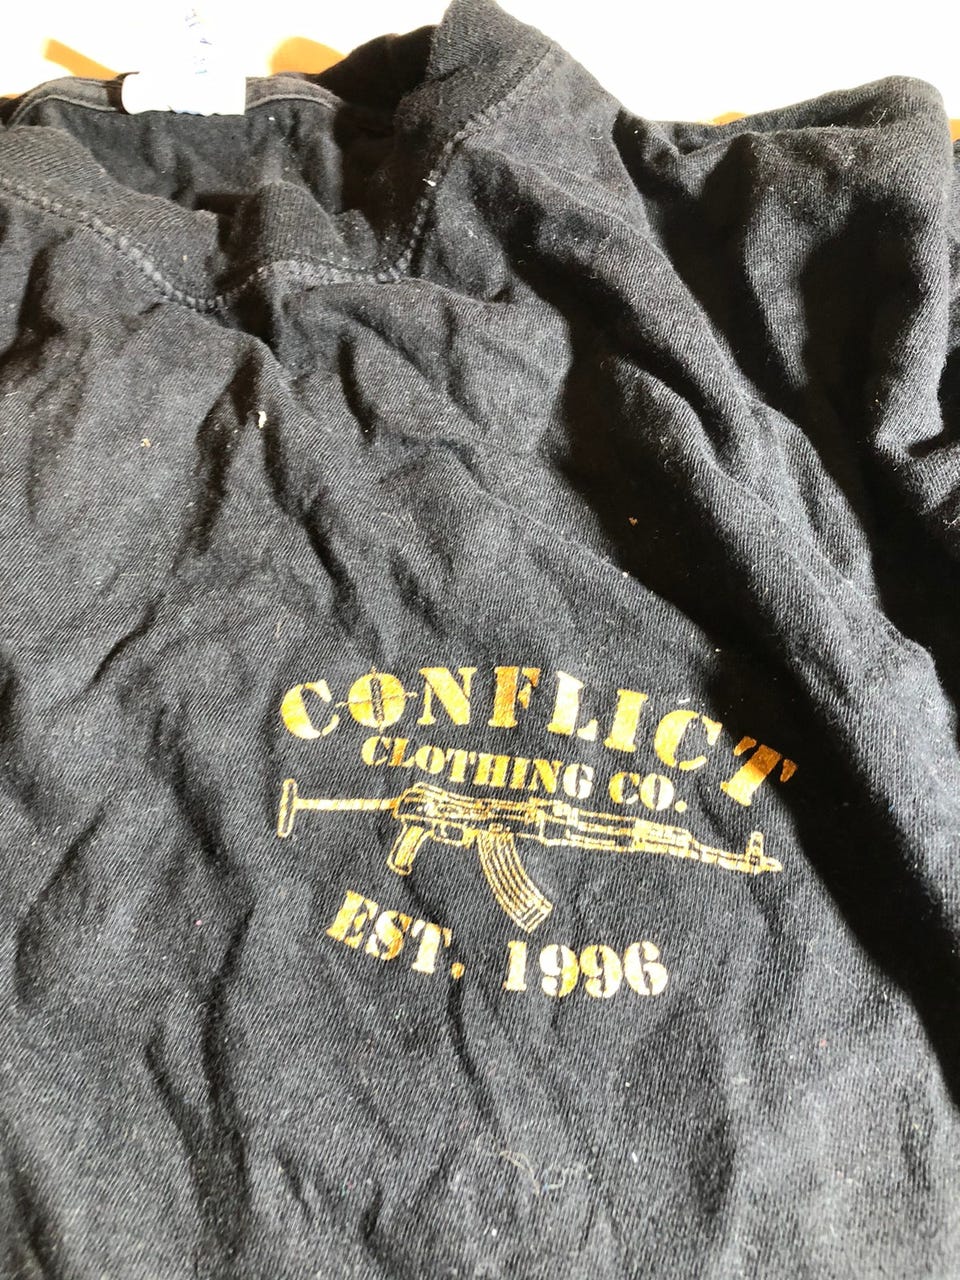 CONFLICT
CLOTHING CO.
EST. 1996